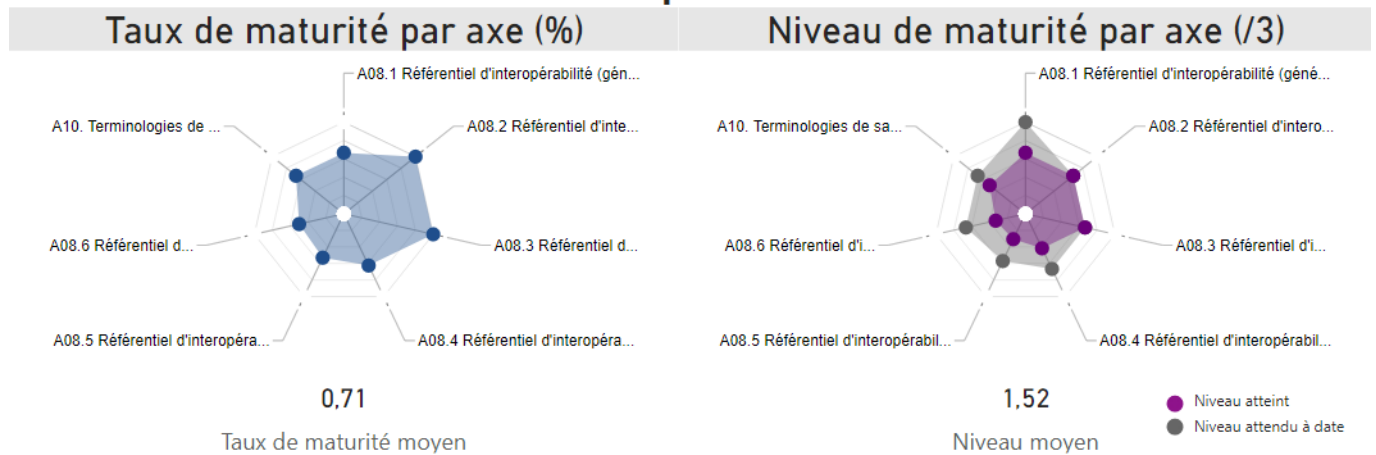 Taux de maturité par axe (%)
A08.1 Référentiel d'interopérabilité (gén...
A10. Terminologies de ...
A08.2 Référentiel d'inte...
A08.6 Référentiel d...
A08.3 Référentiel d...
A08.5 Référentiel d'interopéra...
A08.4 Référentiel d'interopéra...
0,71
Taux de maturité moyen
Niveau de maturité par axe (/3)
A08.1 Référentiel d'interopérabilité (géné...
A10. Terminologies de sa...
A08.2 Référentiel d'intero...
A08.6 Référentiel d'i...
A08.3 Référentiel d'i...
A08.5 Référentiel d'interopérabil...
A08.4 Référentiel d'interopérabil...
1,52
Niveau moyen
Niveau atteint
Niveau attendu à date